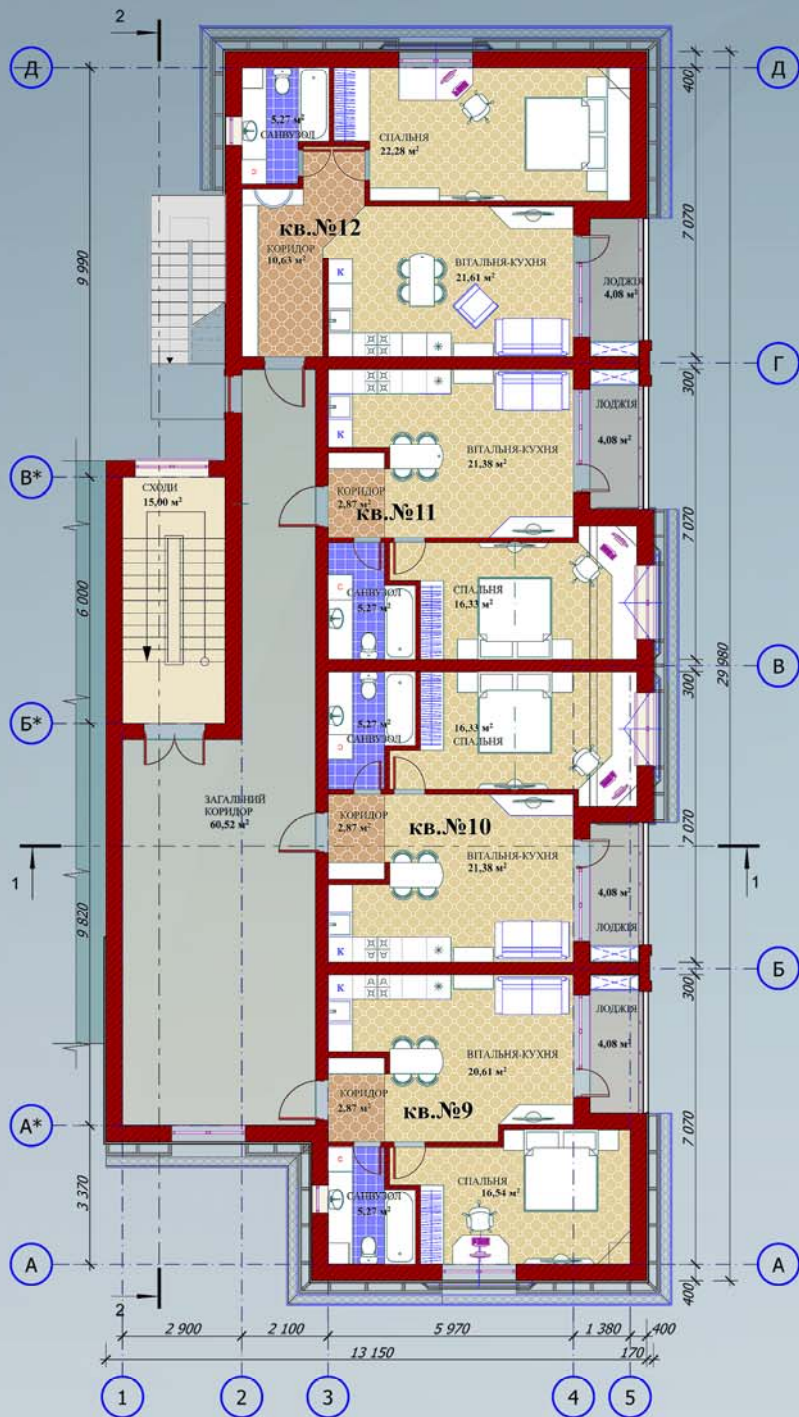 2
Д
Д
400
5,27 м²
САНВУЗОЛ
СПАЛЬНЯ
22,28 м²
7 070
кв.№12
КОРИДОР
10,63 м²
ВІТАЛЬНЯ-КУХНЯ
21,61 м²
ЛОДЖІЯ
4,08 м²
9 990
К
Г
300
ЛОДЖІЯ
4,08 м²
К
ВІТАЛЬНЯ-КУХНЯ
21,38 м²
В*
СХОДИ
15,00 м²
КОРИДОР
2,87 м²
кв.№11
7 070
6 000
САНВУЗОЛ
5,27 м²
СПАЛЬНЯ
16,33 м²
29 980
В
300
5,27 м²
САНВУЗОЛ
16,33 м²
СПАЛЬНЯ
Б*
ЗАГАЛЬНИЙ
КОРИДОР
60,52 м²
КОРИДОР
2,87 м²
кв.№10
7 070
1
1
ВІТАЛЬНЯ-КУХНЯ
21,38 м²
4,08 м²
ЛОДЖІЯ
9 820
К
Б
300
К
ЛОДЖІЯ
4,08 м²
ВІТАЛЬНЯ-КУХНЯ
20,61 м²
КОРИДОР
2,87 м²
кв.№9
А*
7 070
3 370
САНВУЗОЛ
5,27 м²
СПАЛЬНЯ
16,54 м²
А
А
400
2
2 900
2 100
5 970
1 380
400
13 150
170
1
2
3
4
5